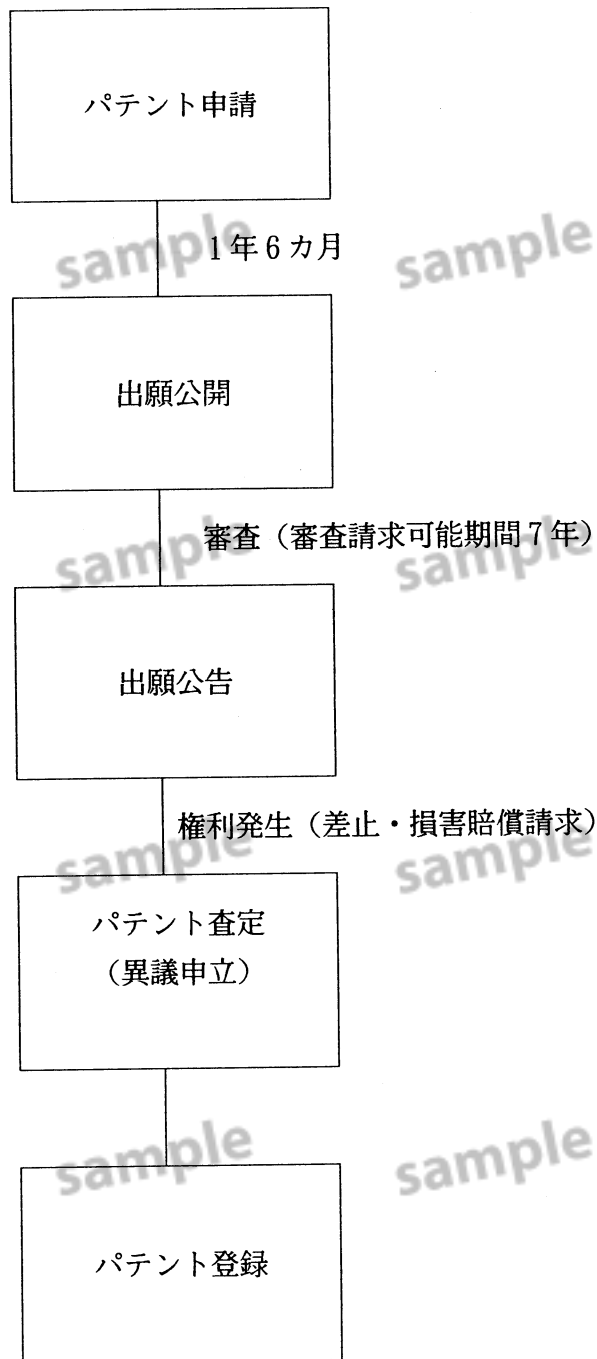 パテント申請
sample
1年6カ月
sample
出願公開
sample
審査（審査請求可能期間7年）
sample
出願公告
権利発生（差止・損害賠償請求）
sample
sample
パテント査定
（異議申立）
sample
sample
パテント登録